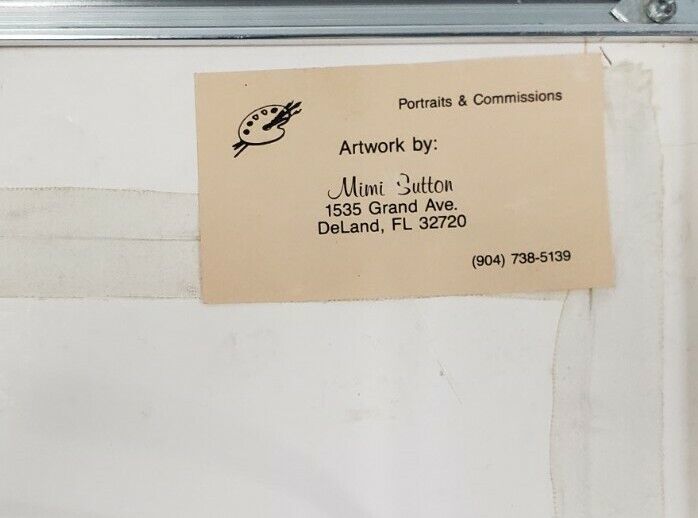 Portraits & Commissions
Artwork by:
Mimi Sutton
1535 Grand Ave.
DeLand, FL 32720
(904) 738-5139